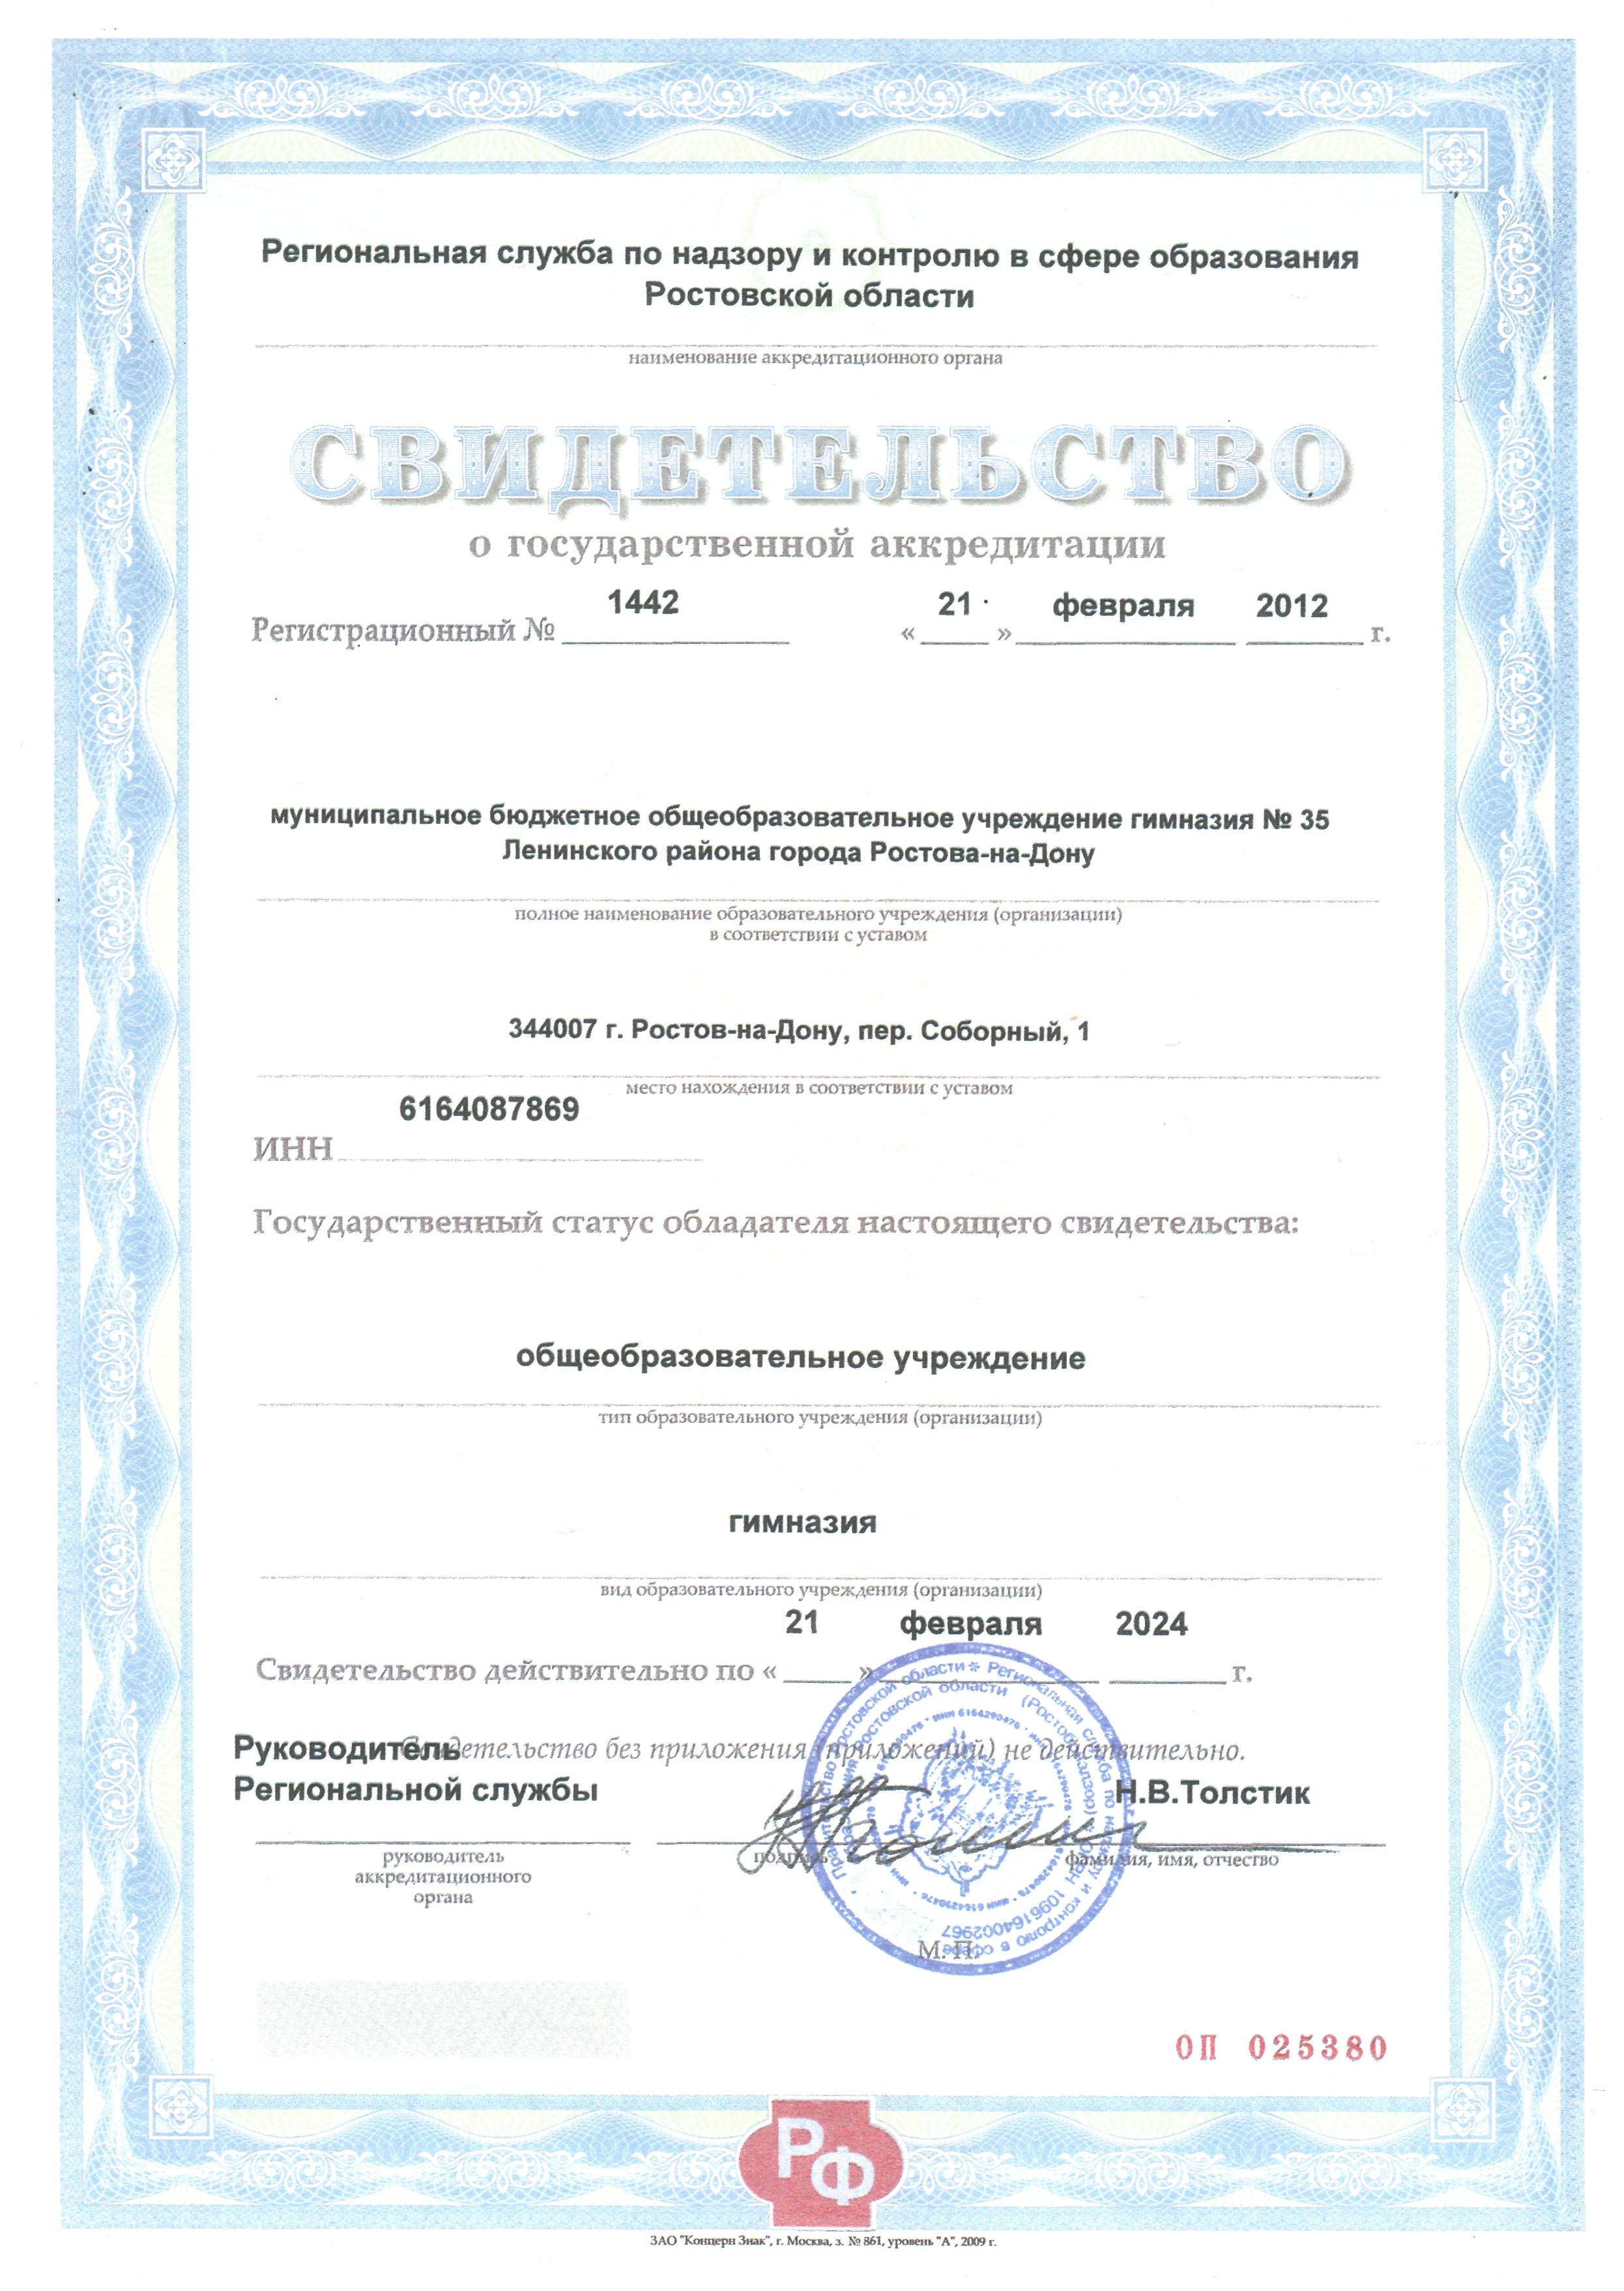 Региональная служба по надзору и контролю в сфере образования
Ростовской области
наименование аккредитационного органа
СВИДЕТЕЛЬСТВО
о государственной аккредитации
Регистрационный № 1442 « 21 » февраля 2012 г.
муниципальное бюджетное общеобразовательное учреждение гимназия № 35
Ленинского района города Ростова-на-Дону
полное наименование образовательного учреждения (организации)
в соответствии с уставом
344007 г. Ростов-на-Дону, пер. Соборный, 1
место нахождения в соответствии с уставом
ИНН 6164087869
Государственный статус обладателя настоящего свидетельства:
общеобразовательное учреждение
тип образовательного учреждения (организации)
гимназия
вид образовательного учреждения (организации)
Свидетельство действительно по « 21 » февраля 2024 г.
Свидетельство без приложения (приложений) не действительно.
Руководитель
Региональной службы Н.В.Толстик
руководитель
аккредитационного
органа
подпись
фамилия, имя, отчество
Правительство Ростовской области * Региональная служба по надзору и контролю в сфере
образования Ростовской области (Ростобрнадзор) ОГРН 1096164002967
ИНН 6164290476
М. П.
ОП 025380
РФ
ЗАО "Концерн Знак", г. Москва, з. № 861, уровень "А", 2009 г.